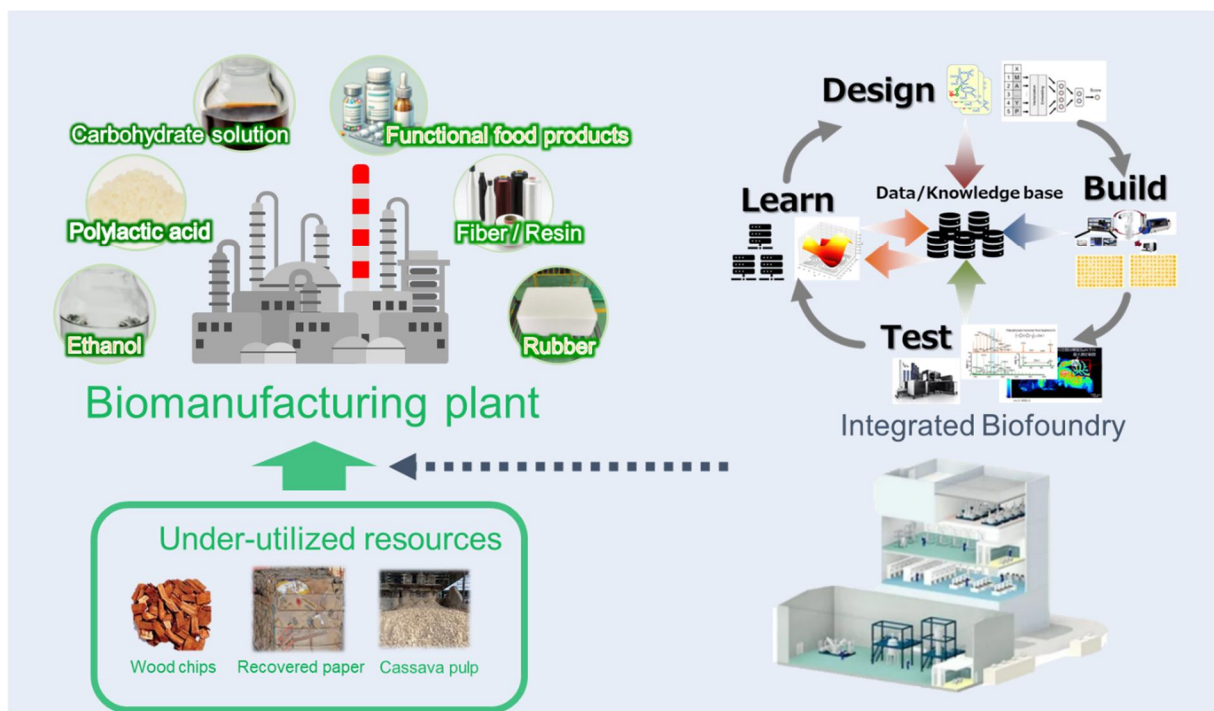 Carbohydrate solution
Functional food products
Polylactic acid
Fiber / Resin
Ethanol
Rubber
Biomanufacturing plant
Under-utilized resources
Wood chips
Recovered paper
Cassava pulp
Design
Learn
Data/Knowledge base
Build
Test
Integrated Biofoundry